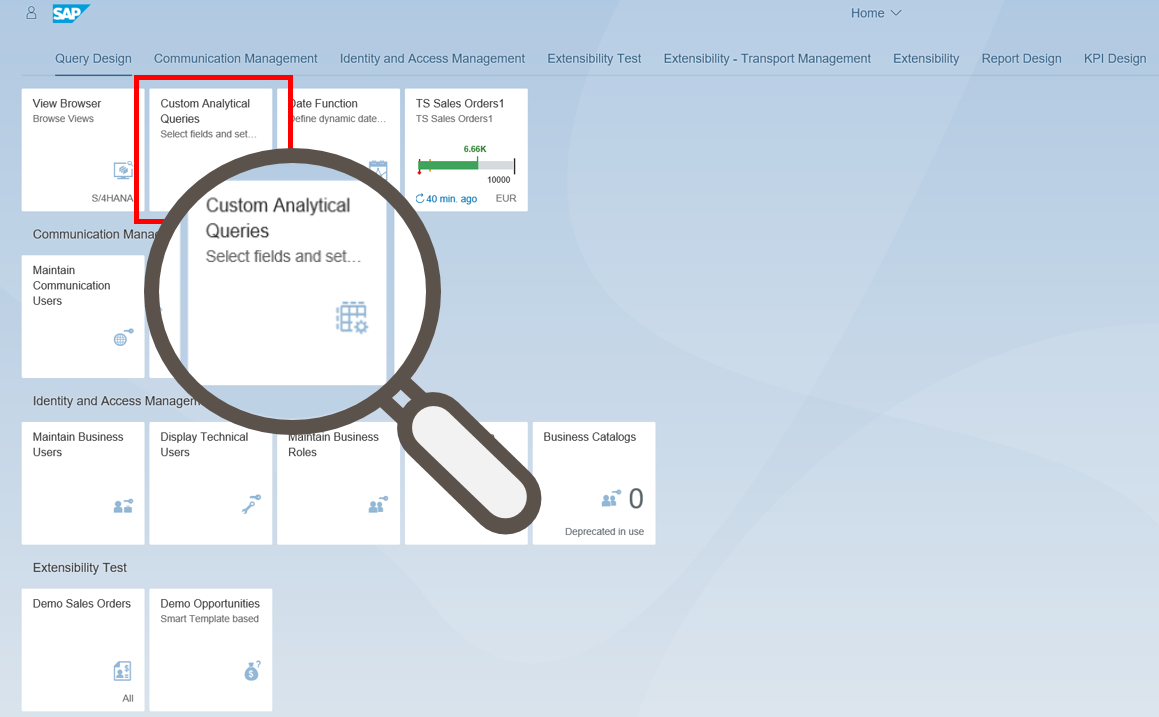 SAP
Home
Query Design Communication Management Identity and Access Management Extensibility Test Extensibility - Transport Management Extensibility Report Design KPI Design
View Browser
Browse Views
S/4HANA
Custom Analytical
Queries
Select fields and set...
Date Function
Define dynamic date...
TS Sales Orders1
TS Sales Orders1
6.66K
10000
40 min. ago EUR
Custom Analytical
Queries
Select fields and set...
Communication
Maintain
Communication
Users
Identity and Access
Maintain Business
Users
Display Technical
Users
Maintain Business
Roles
Business Catalogs
0
Deprecated in use
Extensibility Test
Demo Sales Orders
All
Demo Opportunities
Smart Template based